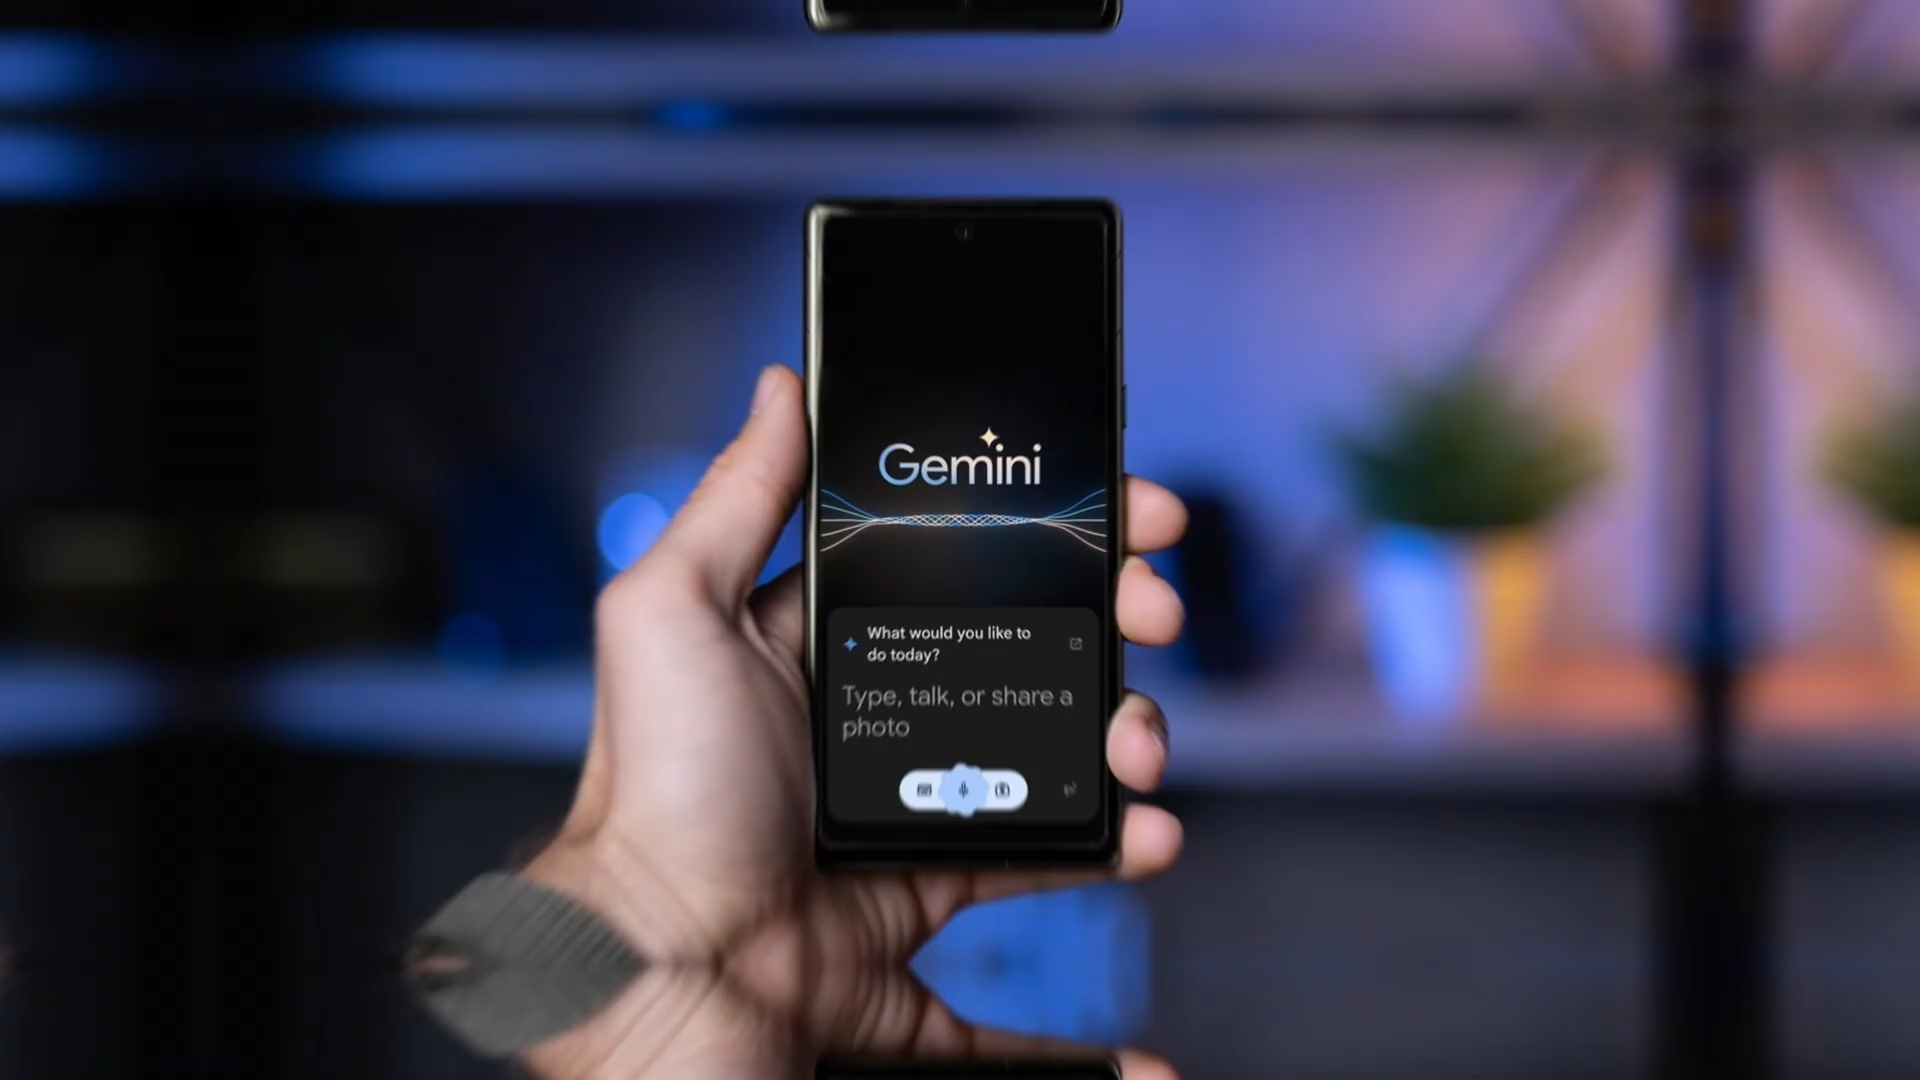 Gemini
What would you like to
do today?
Type, talk, or share a
photo